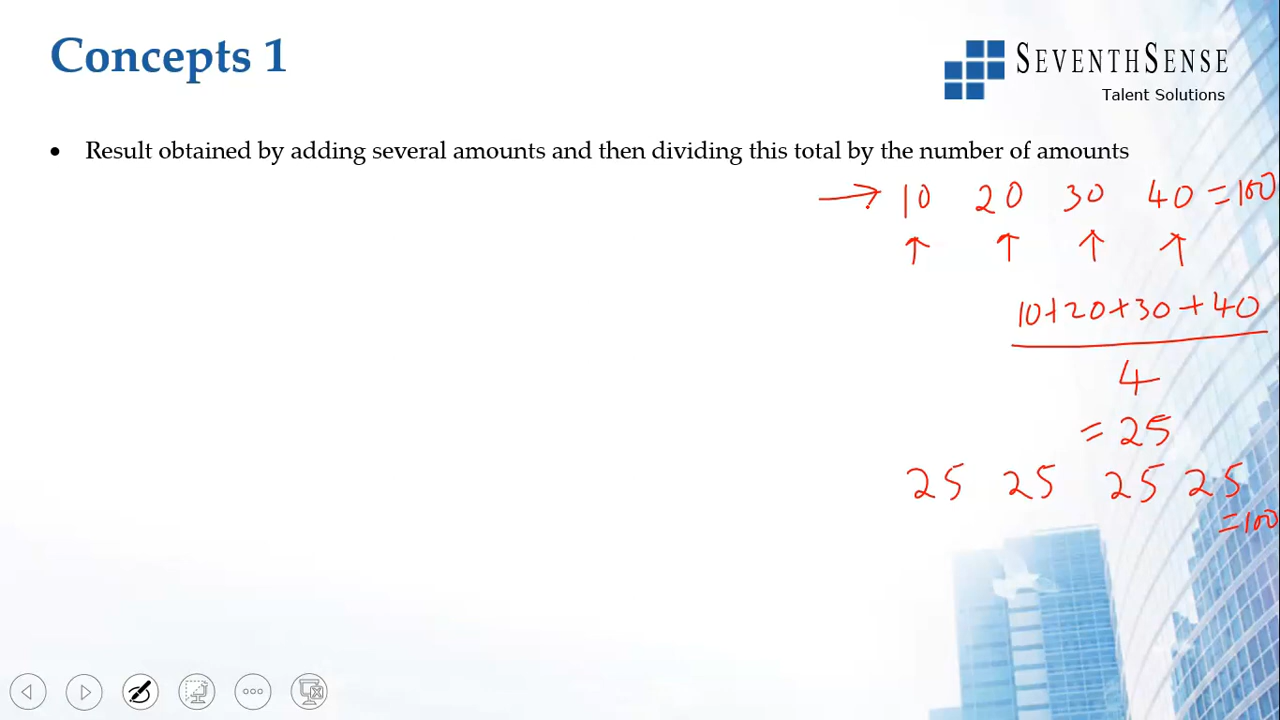 Concepts 1
SEVENTHSENSE
Talent Solutions
• Result obtained by adding several amounts and then dividing this total by the number of amounts
→ 10 20 30 40 = 100
↑ ↑ ↑ ↑
10+20+30+40
4
= 25
25 25 25 25
= 100